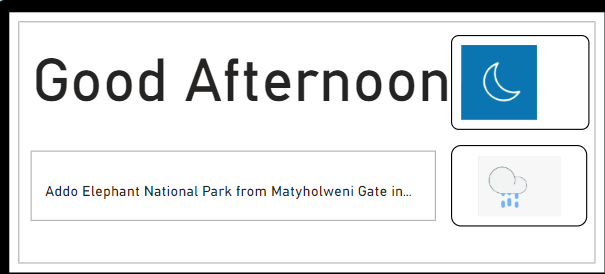 Good Afternoon
Addo Elephant National Park from Matyholweni Gate in...